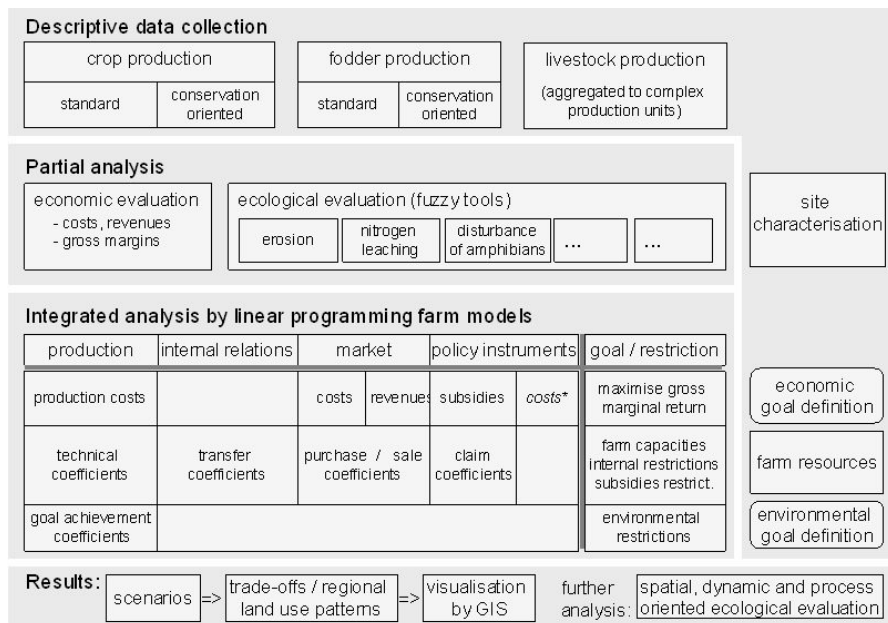 Descriptive data collection
crop production
standard
conservation
oriented
fodder production
standard
conservation
oriented
livestock production
(aggregated to complex
production units)
Partial analysis
economic evaluation
- costs, revenues
- gross margins
ecological evaluation (fuzzy tools)
erosion
nitrogen
leaching
disturbance
of amphibians
...
...
site
characterisation
Integrated analysis by linear programming farm models
production
internal relations
market
policy instruments
goal / restriction
production costs
costs
revenues
subsidies
costs*
maximise gross
marginal return
technical
coefficients
transfer
coefficients
purchase / sale
coefficients
claim
coefficients
farm capacities
internal restrictions
subsidies restrict.
goal achievement
coefficients
environmental
restrictions
economic
goal definition
farm resources
environmental
goal definition
Results:
scenarios
=>
trade-offs / regional
land use patterns
=>
visualisation
by GIS
further
analysis:
spatial, dynamic and process
oriented ecological evaluation